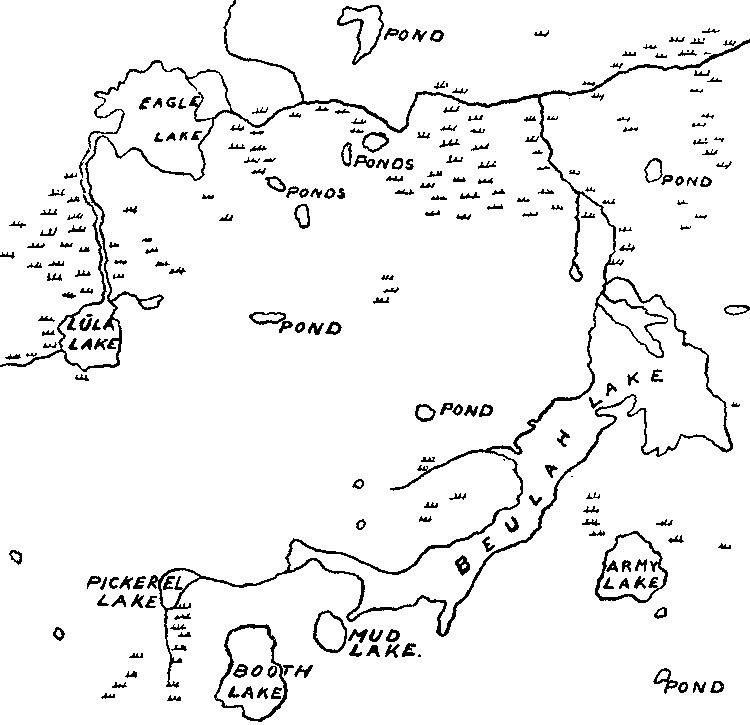 POND
EAGLE
LAKE
PONDS
PONDS
POND
LŪLA
LAKE
POND
POND
BEULAH LAKE
ARMY
LAKE
PICKEREL
LAKE
MUD
LAKE.
BOOTH
LAKE
POND